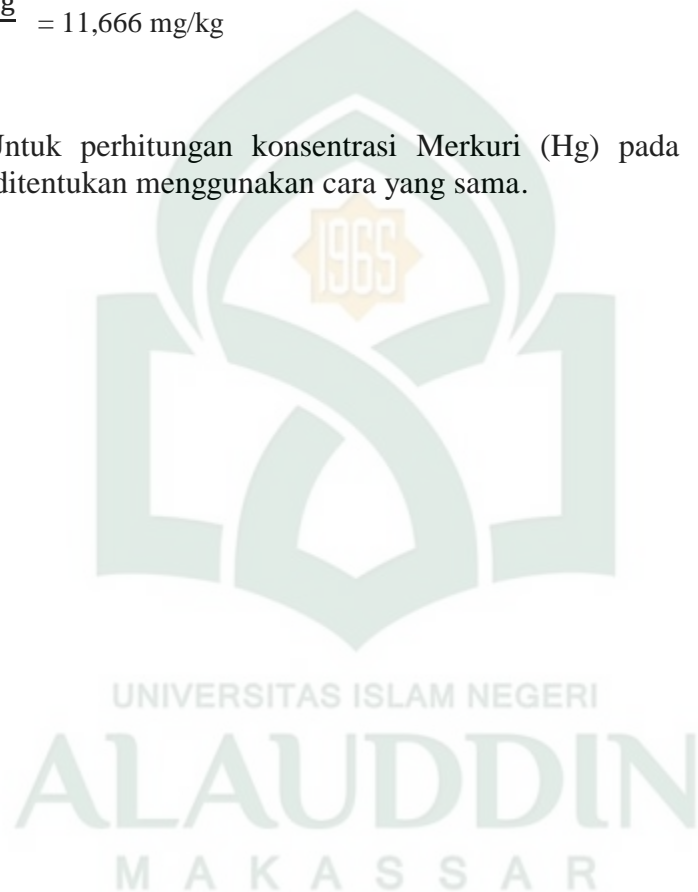 g
= 11,666 mg/kg
Untuk perhitungan konsentrasi Merkuri (Hg) pada
ditentukan menggunakan cara yang sama.
1965
UNIVERSITAS ISLAM NEGERI
ALAUDDIN
MAKASSAR